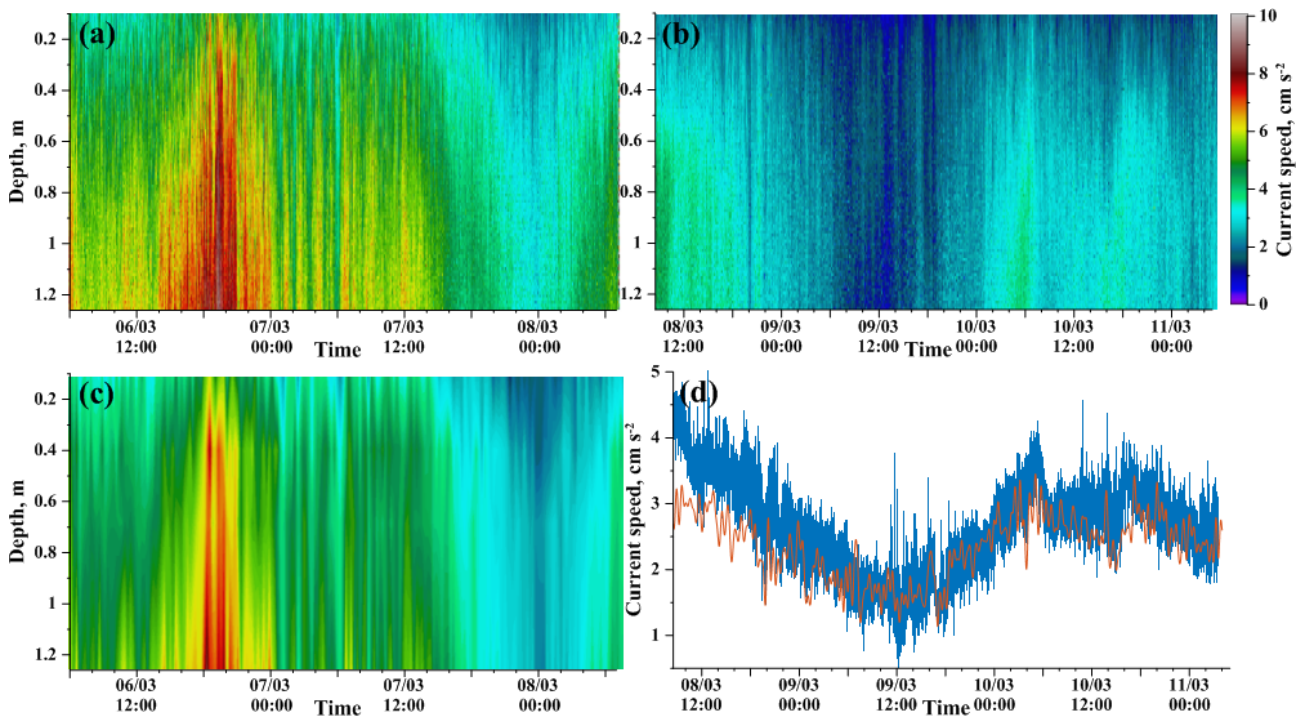 (a)
Depth, m
0.2
0.4
0.6
0.8
1
1.2
06/03 07/03 07/03 08/03
12:00 00:00 12:00 00:00
Time
(b)
0.2
0.4
0.6
0.8
1
1.2
08/03 09/03 09/03 10/03 10/03 11/03
12:00 00:00 12:00 00:00 12:00 00:00
Time
10
8
6
4
2
0
Current speed, cm s⁻²
(c)
Depth, m
0.2
0.4
0.6
0.8
1
1.2
06/03 07/03 07/03 08/03
12:00 00:00 12:00 00:00
Time
(d)
Current speed, cm s⁻²
5
4
3
2
1
08/03 09/03 09/03 10/03 10/03 11/03
12:00 00:00 12:00 00:00 12:00 00:00
Time